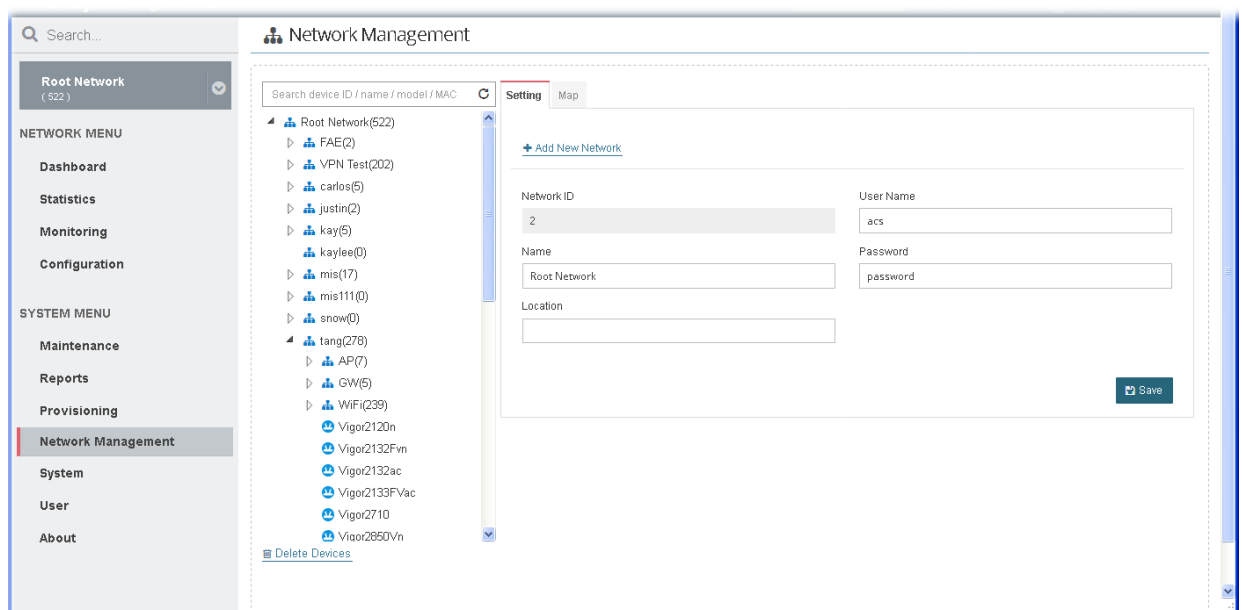 Search...
Root Network
( 522 )
NETWORK MENU
Dashboard
Statistics
Monitoring
Configuration
SYSTEM MENU
Maintenance
Reports
Provisioning
Network Management
System
User
About
Network Management
Search device ID / name / model / MAC
Root Network(522)
FAE(2)
VPN Test(202)
carlos(5)
justin(2)
kay(5)
kaylee(0)
mis(17)
mis111(0)
snow(0)
tang(278)
AP(7)
GW(5)
WiFi(239)
Vigor2120n
Vigor2132Fvn
Vigor2132ac
Vigor2133FVac
Vigor2710
Vigor2850Vn
Delete Devices
Setting Map
Add New Network
Network ID
2
Name
Root Network
Location
User Name
acs
Password
password
Save